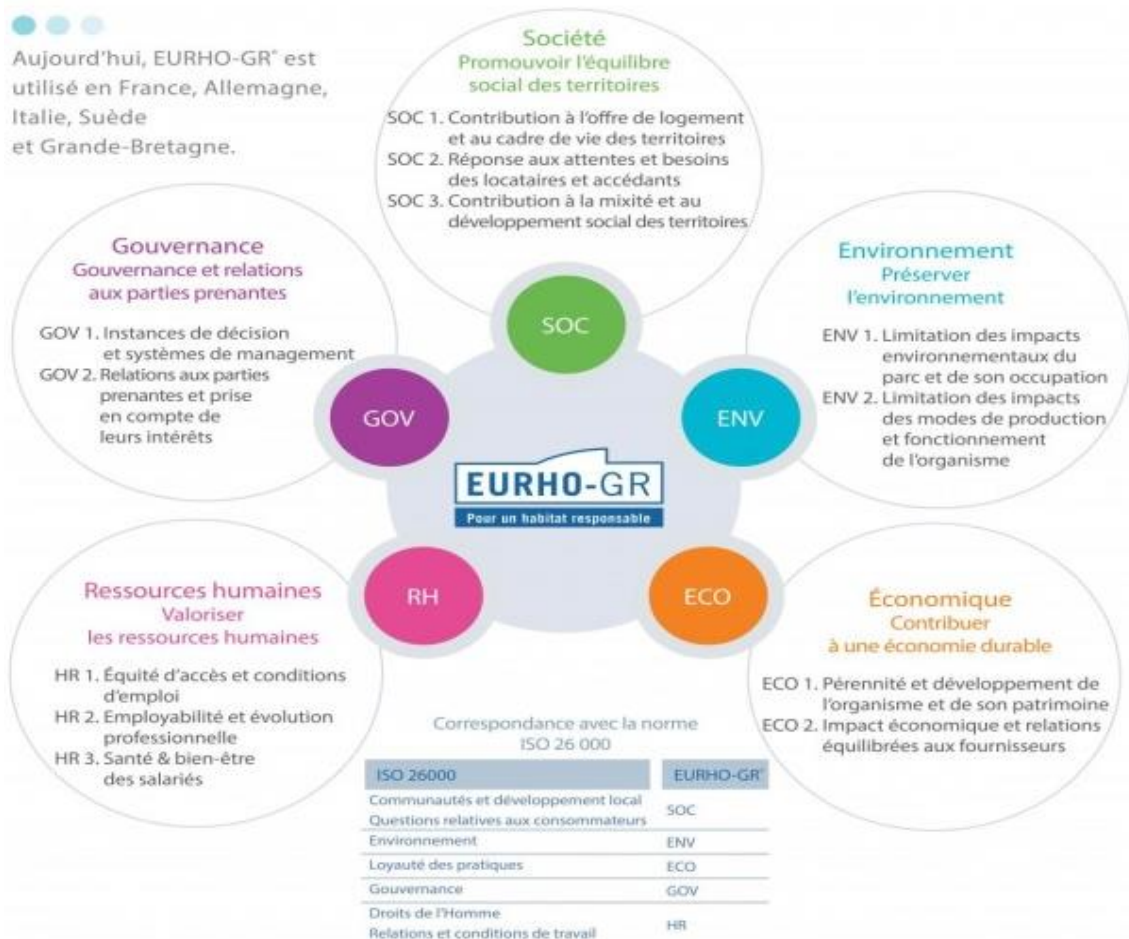 Aujourd'hui, EURHO-GR® est
utilisé en France, Allemagne,
Italie, Suède
et Grande-Bretagne.
Société
Promouvoir l'équilibre
social des territoires
SOC 1. Contribution à l'offre de logement
et au cadre de vie des territoires
SOC 2. Réponse aux attentes et besoins
des locataires et accédants
SOC 3. Contribution à la mixité et au
développement social des territoires
Gouvernance
Gouvernance et relations
aux parties prenantes
GOV 1. Instances de décision
et systèmes de management
GOV 2. Relations aux parties
prenantes et prise
en compte de
leurs intérêts
Environnement
Préserver
l'environnement
ENV 1. Limitation des impacts
environnementaux du
parc et de son occupation
ENV 2. Limitation des impacts
des modes de production
et fonctionnement
de l'organisme
SOC
GOV
ENV
EURHO-GR
Pour un habitat responsable
RH
ECO
Ressources humaines
Valoriser
les ressources humaines
HR 1. Équité d'accès et conditions
d'emploi
HR 2. Employabilité et évolution
professionnelle
HR 3. Santé & bien-être
des salariés
Économique
Contribuer
à une économie durable
ECO 1. Pérennité et développement de
l'organisme et de son patrimoine
ECO 2. Impact économique et relations
équilibrées aux fournisseurs
Correspondance avec la norme
ISO 26 000
ISO 26000 EURHO-GR®
Communautés et développement local
Questions relatives aux consommateurs SOC
Environnement ENV
Loyauté des pratiques ECO
Gouvernance GOV
Droits de l'Homme
Relations et conditions de travail HR